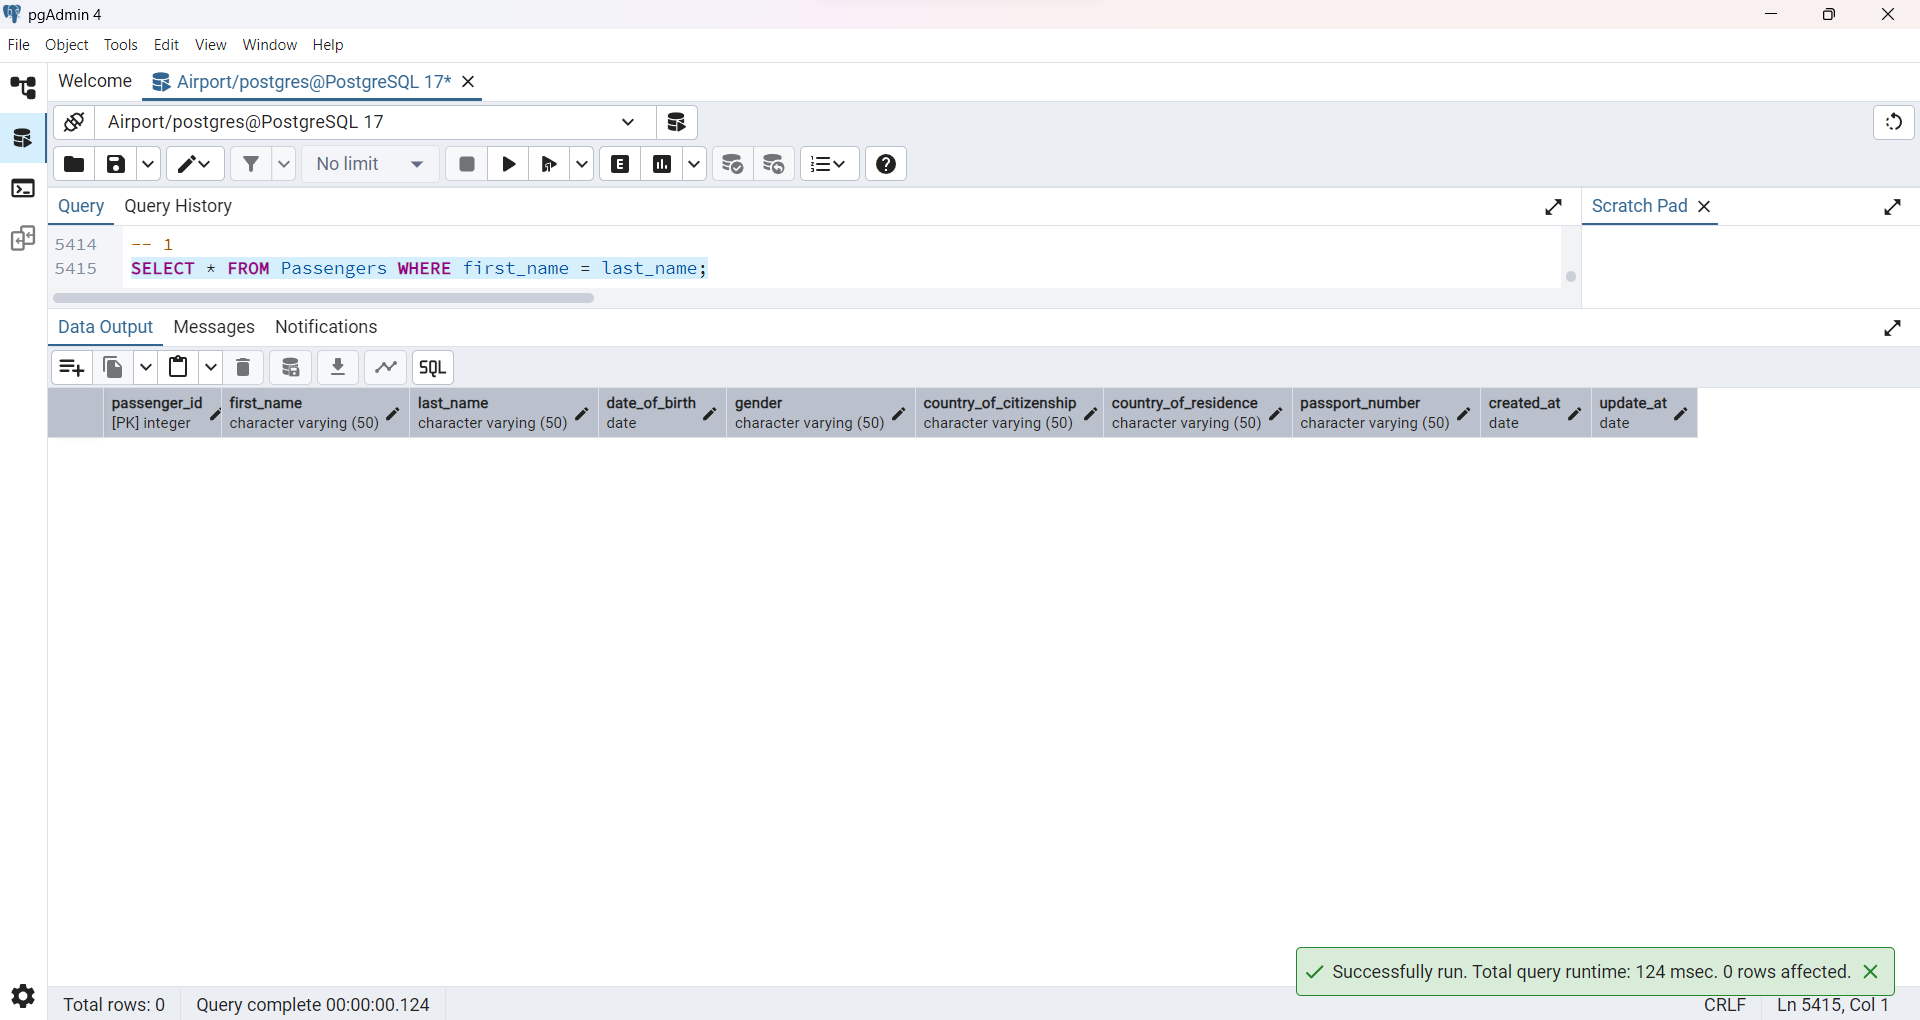 pgAdmin 4
File Object Tools Edit View Window Help
Welcome Airport/postgres@PostgreSQL 17*
Airport/postgres@PostgreSQL 17
No limit E
Query Query History Scratch Pad
5414 -- 1
5415 SELECT * FROM Passengers WHERE first_name = last_name;
Data Output Messages Notifications
SQL
passenger_id first_name last_name date_of_birth gender country_of_citizenship country_of_residence passport_number created_at update_at
[PK] integer character varying (50) character varying (50) date character varying (50) character varying (50) character varying (50) character varying (50) date date
Successfully run. Total query runtime: 124 msec. 0 rows affected.
Total rows: 0 Query complete 00:00:00.124 CRLF Ln 5415, Col 1